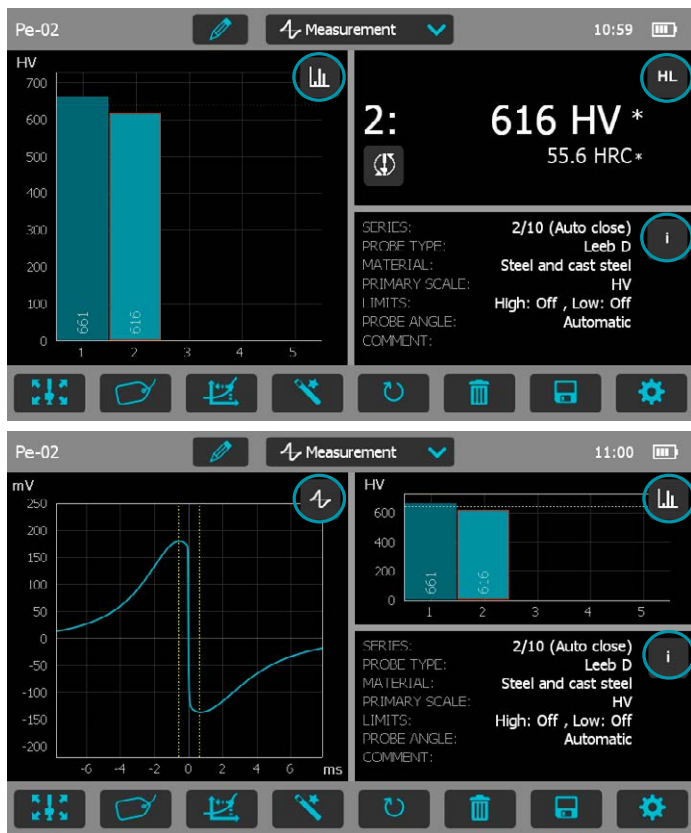 Pe-02
Measurement
10:59
HV
700
600
500
400
300
200
100
0
661
616
1 2 3 4 5
HL
2: 616 HV *
55.6 HRC*
i
SERIES: 2/10 (Auto close)
PROBE TYPE: Leeb D
MATERIAL: Steel and cast steel
PRIMARY SCALE: HV
LIMITS: High: Off , Low: Off
PROBE ANGLE: Automatic
COMMENT:
Pe-02
Measurement
11:00
mV
250
200
150
100
50
0
-50
-100
-150
-200
-6 -4 -2 0 2 4 6 ms
HV
600
400
200
0
661
616
1 2 3 4 5
i
SERIES: 2/10 (Auto close)
PROBE TYPE: Leeb D
MATERIAL: Steel and cast steel
PRIMARY SCALE: HV
LIMITS: High: Off , Low: Off
PROBE ANGLE: Automatic
COMMENT: